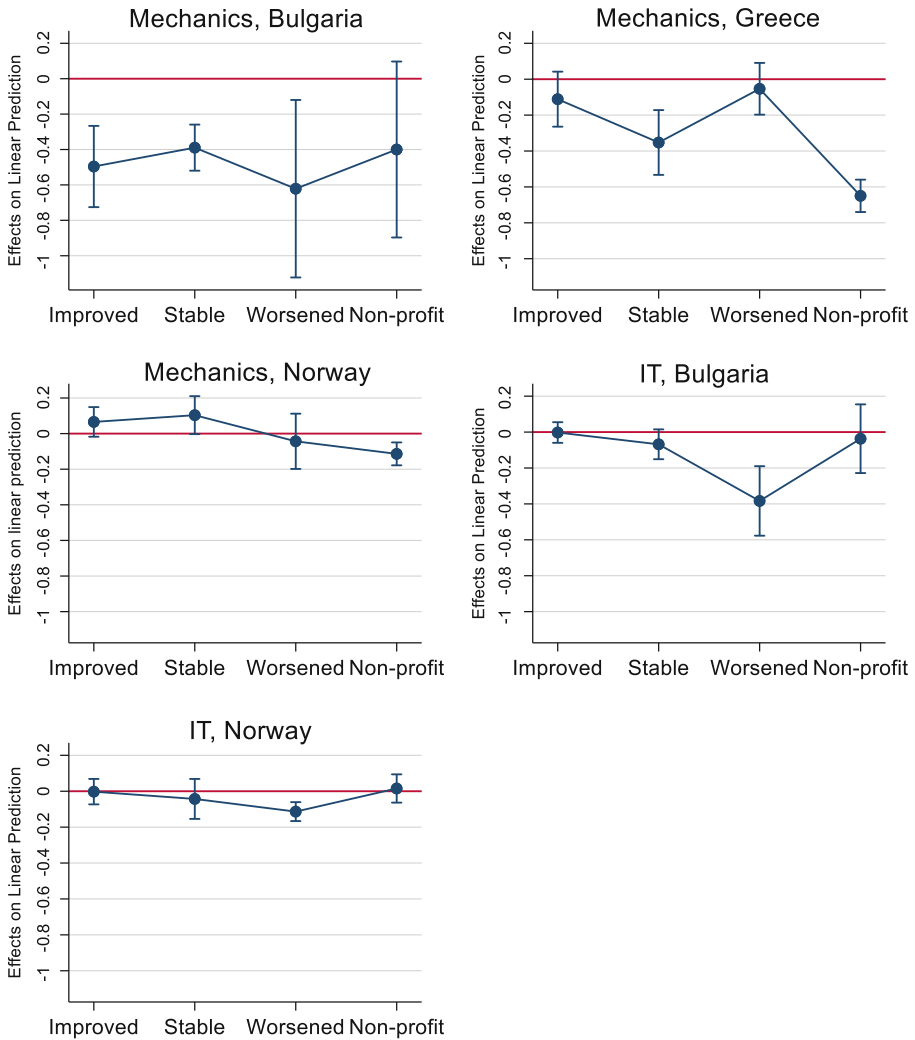 Mechanics, Bulgaria
Effects on Linear Prediction
0.2
0
-0.2
-0.4
-0.6
-0.8
-1
Improved Stable Worsened Non-profit
Mechanics, Greece
Effects on Linear Prediction
0.2
0
-0.2
-0.4
-0.6
-0.8
-1
Improved Stable Worsened Non-profit
Mechanics, Norway
Effects on linear prediction
0.2
0
-0.2
-0.4
-0.6
-0.8
-1
Improved Stable Worsened Non-profit
IT, Bulgaria
Effects on Linear Prediction
0.2
0
-0.2
-0.4
-0.6
-0.8
-1
Improved Stable Worsened Non-profit
IT, Norway
Effects on Linear Prediction
0.2
0
-0.2
-0.4
-0.6
-0.8
-1
Improved Stable Worsened Non-profit